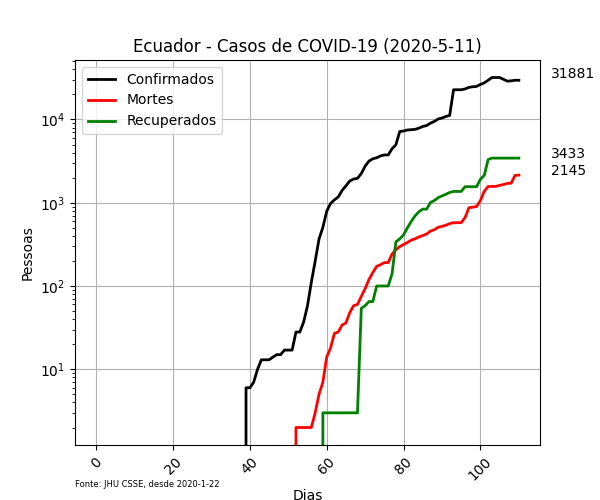 Ecuador - Casos de COVID-19 (2020-5-11)
Confirmados
Mortes
Recuperados
31881
3433
2145
10⁴
10³
10²
10¹
Pessoas
0 20 40 60 80 100
Fonte: JHU CSSE, desde 2020-1-22
Dias